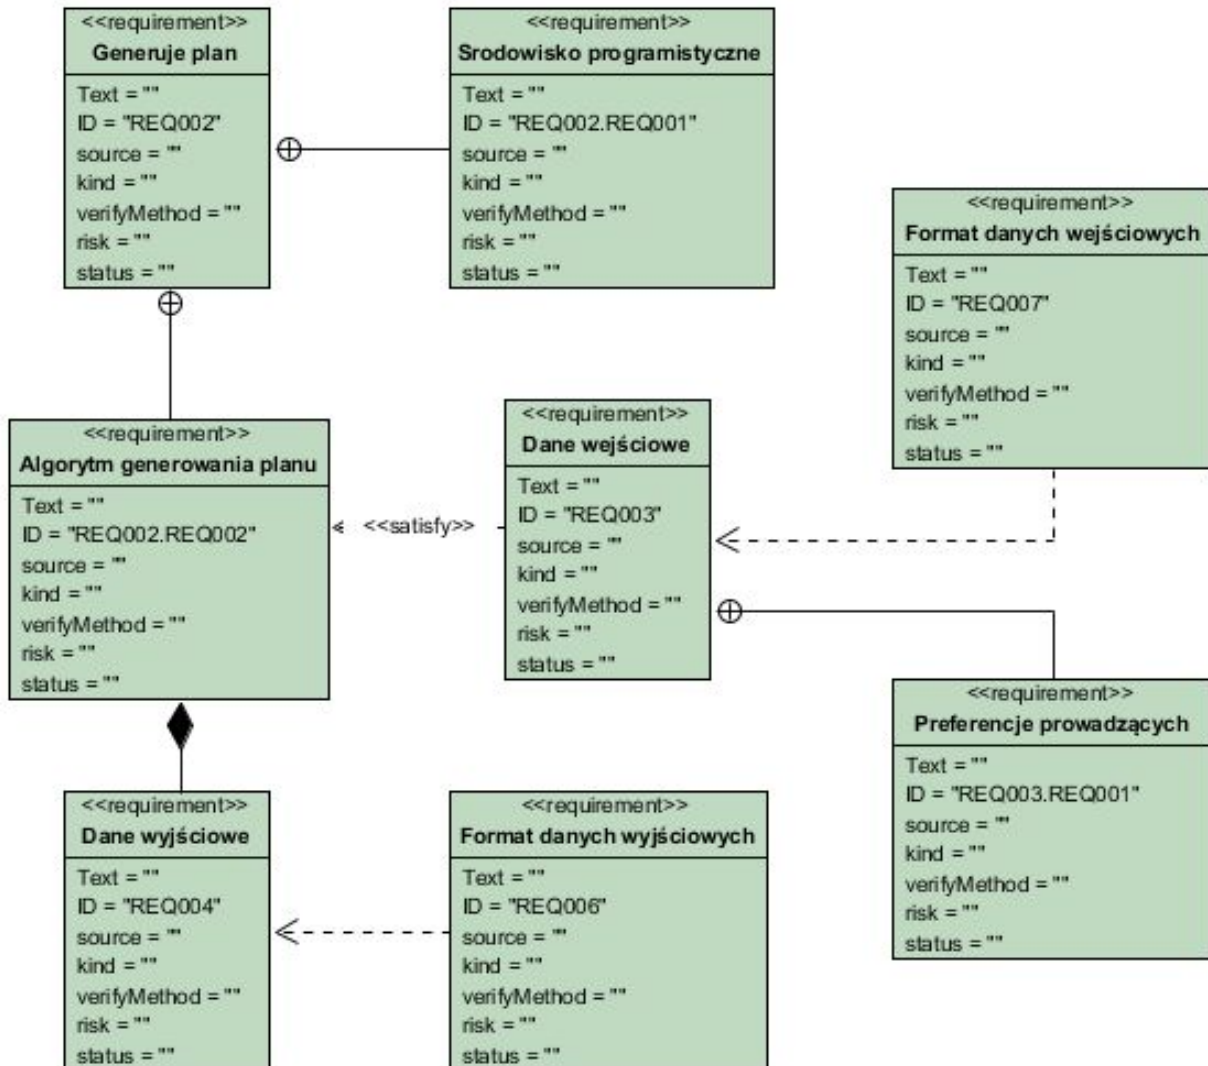 <<requirement>>
Generuje plan
Text = ""
ID = "REQ002"
source = ""
kind = ""
verifyMethod = ""
risk = ""
status = ""
<<requirement>>
Srodowisko programistyczne
Text = ""
ID = "REQ002.REQ001"
source = ""
kind = ""
verifyMethod = ""
risk = ""
status = ""
<<requirement>>
Format danych wejściowych
Text = ""
ID = "REQ007"
source = ""
kind = ""
verifyMethod = ""
risk = ""
status = ""
<<requirement>>
Algorytm generowania planu
Text = ""
ID = "REQ002.REQ002"
source = ""
kind = ""
verifyMethod = ""
risk = ""
status = ""
<<satisfy>>
<<requirement>>
Dane wejściowe
Text = ""
ID = "REQ003"
source = ""
kind = ""
verifyMethod = ""
risk = ""
status = ""
<<requirement>>
Preferencje prowadzących
Text = ""
ID = "REQ003.REQ001"
source = ""
kind = ""
verifyMethod = ""
risk = ""
status = ""
<<requirement>>
Dane wyjściowe
Text = ""
ID = "REQ004"
source = ""
kind = ""
verifyMethod = ""
risk = ""
status = ""
<<requirement>>
Format danych wyjściowych
Text = ""
ID = "REQ006"
source = ""
kind = ""
verifyMethod = ""
risk = ""
status = ""